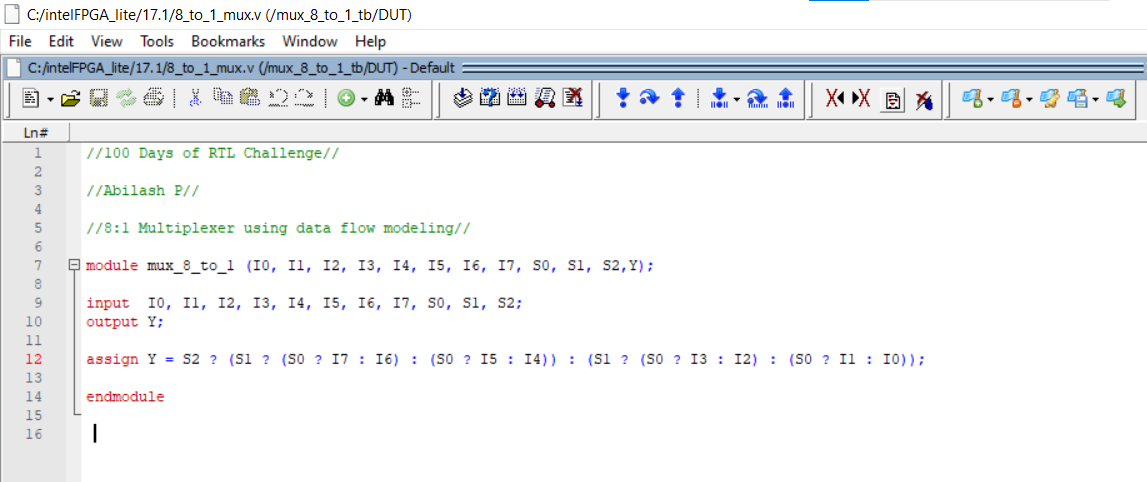 C:/intelFPGA_lite/17.1/8_to_1_mux.v (/mux_8_to_1_tb/DUT)
File Edit View Tools Bookmarks Window Help
C:/intelFPGA_lite/17.1/8_to_1_mux.v (/mux_8_to_1_tb/DUT) - Default
Ln#
1 //100 Days of RTL Challenge//
2
3 //Abilash P//
4
5 //8:1 Multiplexer using data flow modeling//
6
7 module mux_8_to_1 (I0, I1, I2, I3, I4, I5, I6, I7, S0, S1, S2,Y);
8
9 input  I0, I1, I2, I3, I4, I5, I6, I7, S0, S1, S2;
10 output Y;
11
12 assign Y = S2 ? (S1 ? (S0 ? I7 : I6) : (S0 ? I5 : I4)) : (S1 ? (S0 ? I3 : I2) : (S0 ? I1 : I0));
13
14 endmodule
15
16